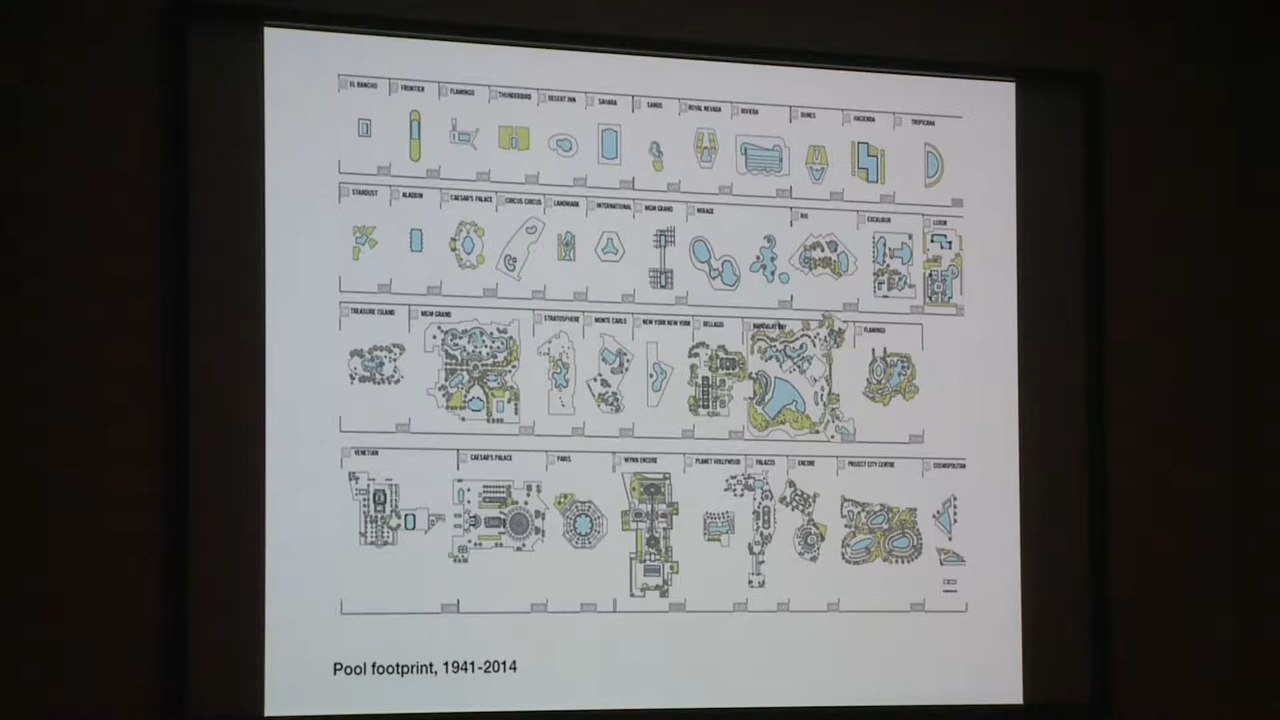 EL RANCHO FRONTIER FLAMINGO THUNDERBIRD DESERT INN SAHARA SANDS ROYAL NEVADA RIVIERA DUNES HACIENDA TROPICANA
STARDUST ALADDIN CAESAR'S PALACE CIRCUS CIRCUS LANDMARK INTERNATIONAL MGM GRAND MIRAGE RIO EXCALIBUR LUXOR
TREASURE ISLAND MGM GRAND STRATOSPHERE MONTE CARLO NEW YORK NEW YORK BELLAGIO MANDALAY BAY FLAMINGO
VENETIAN CAESAR'S PALACE PARIS WYNN ENCORE PLANET HOLLYWOOD PALAZZO ENCORE PROJECT CITY CENTRE COSMOPOLITAN
Pool footprint, 1941-2014